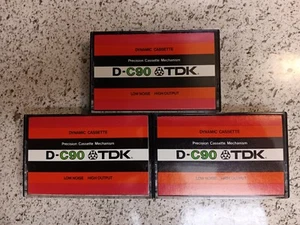 DYNAMIC CASSETTE
Precision Cassette Mechanism
D-C90 TDK
LOW NOISE HIGH OUTPUT
DYNAMIC CASSETTE
Precision Cassette Mechanism
D-C90 TDK
LOW NOISE HIGH OUTPUT
DYNAMIC CASSETTE
Precision Cassette Mechanism
D-C90 TDK
LOW NOISE HIGH OUTPUT